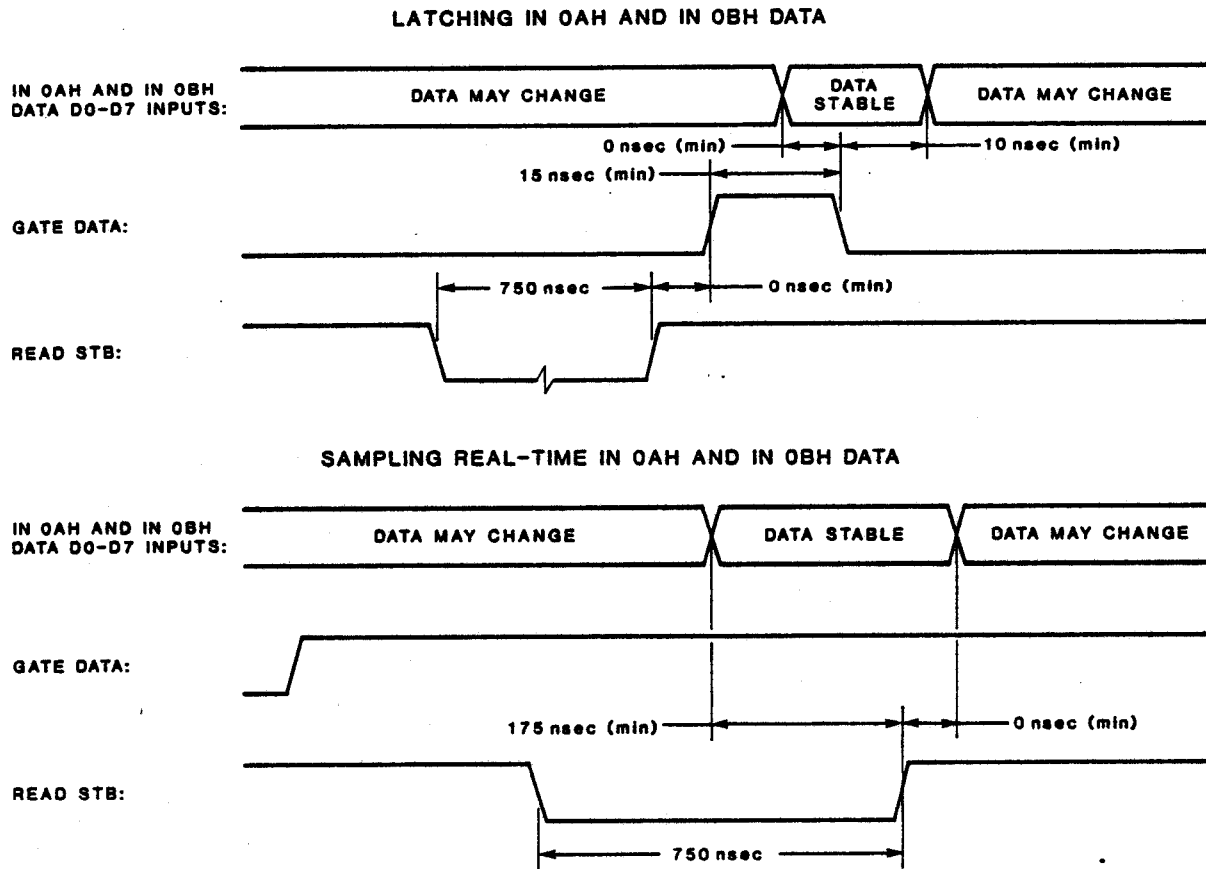 LATCHING IN 0AH AND IN 0BH DATA
IN 0AH AND IN 0BH
DATA D0-D7 INPUTS:
DATA MAY CHANGE
DATA
STABLE
DATA MAY CHANGE
0 nsec (min)
10 nsec (min)
15 nsec (min)
GATE DATA:
750 nsec
0 nsec (min)
READ STB:
SAMPLING REAL-TIME IN 0AH AND IN 0BH DATA
IN 0AH AND IN 0BH
DATA D0-D7 INPUTS:
DATA MAY CHANGE
DATA STABLE
DATA MAY CHANGE
GATE DATA:
175 nsec (min)
0 nsec (min)
READ STB:
750 nsec